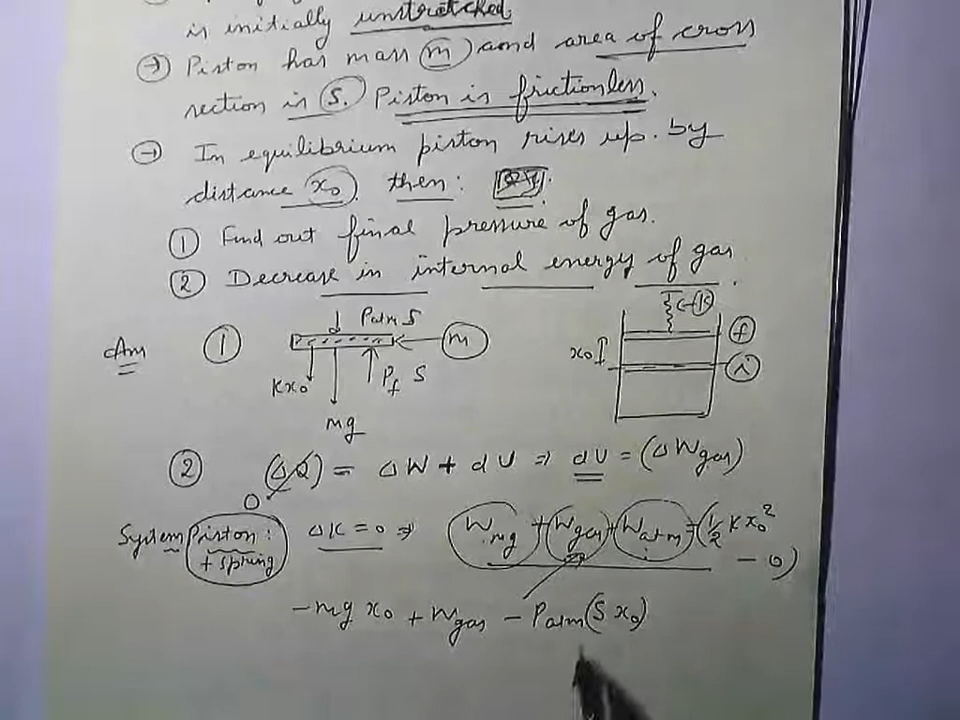 is initially unstretched.
→ Piston has mass m and area of cross
section is S. Piston is frictionless.
→ In equilibrium piston rises up by
distance x₀. then:
① Find out final pressure of gas.
② Decrease in internal energy of gas.
Ans ①
Patm S
m
Kx₀
Pf S
mg
K
x₀
f
i
② (ΔQ) = ΔW + dU ⇒ dU = (ΔWgas)
0
System Piston: ΔK = 0 ⇒ Wmg + Wgas + Watm = (½ Kx₀²
+ spring
- 0)
-mg x₀ + Wgas - Patm(S x₀)